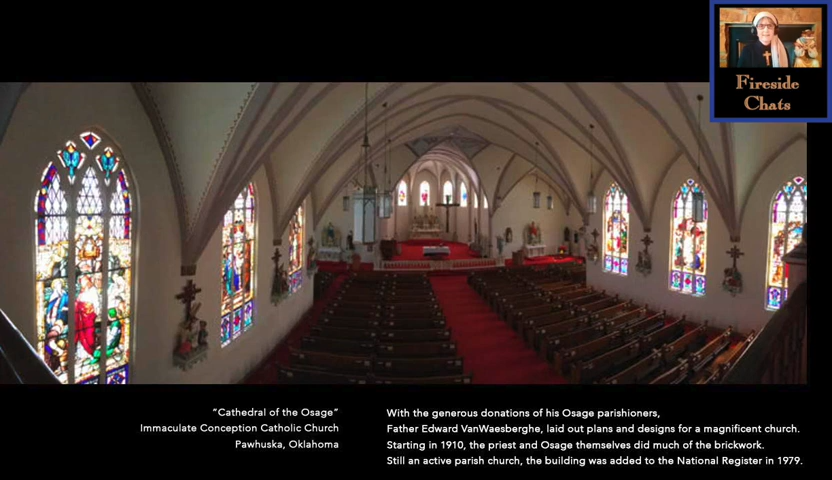 Fireside
Chats
“Cathedral of the Osage”
Immaculate Conception Catholic Church
Pawhuska, Oklahoma
With the generous donations of his Osage parishioners,
Father Edward VanWaesberghe, laid out plans and designs for a magnificent church.
Starting in 1910, the priest and Osage themselves did much of the brickwork.
Still an active parish church, the building was added to the National Register in 1979.